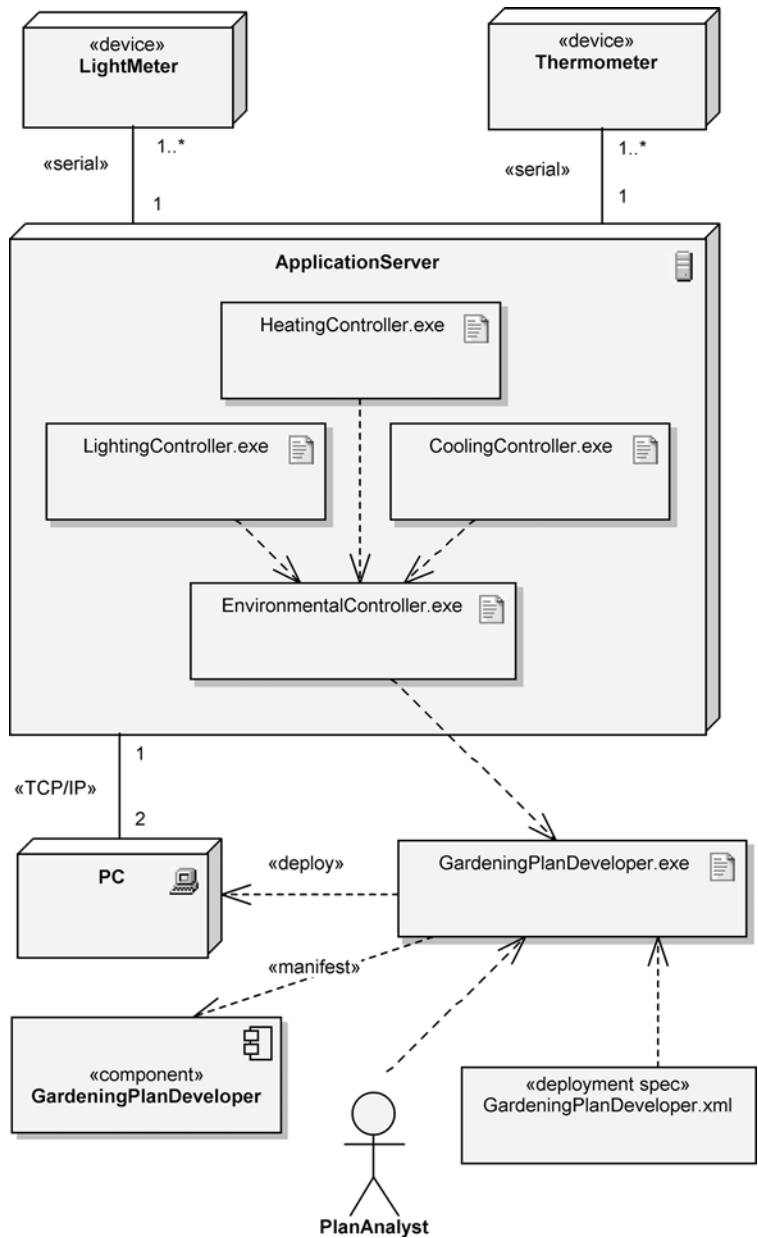 «device»
LightMeter
«device»
Thermometer
1..*
«serial»
1
1..*
«serial»
1
ApplicationServer
HeatingController.exe
LightingController.exe
CoolingController.exe
EnvironmentalController.exe
1
«TCP/IP»
2
PC
«deploy»
GardeningPlanDeveloper.exe
«manifest»
«component»
GardeningPlanDeveloper
«deployment spec»
GardeningPlanDeveloper.xml
PlanAnalyst